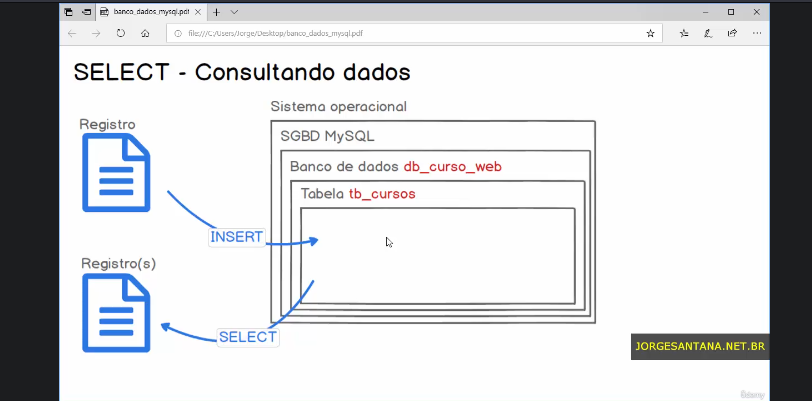 banco_dados_mysql.pdf
file:///C:/Users/Jorge/Desktop/banco_dados_mysql.pdf
SELECT - Consultando dados
Sistema operacional
Registro
SGBD MySQL
Banco de dados db_curso_web
Tabela tb_cursos
INSERT
Registro(s)
SELECT
JORGESANTANA.NET.BR
Udemy